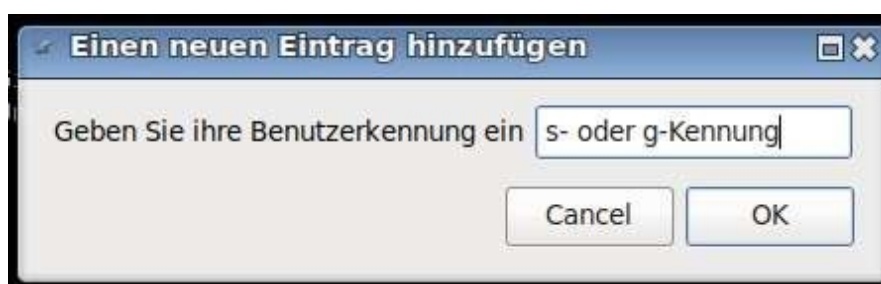 Einen neuen Eintrag hinzufügen
Geben Sie ihre Benutzerkennung ein s- oder g-Kennung
Cancel OK